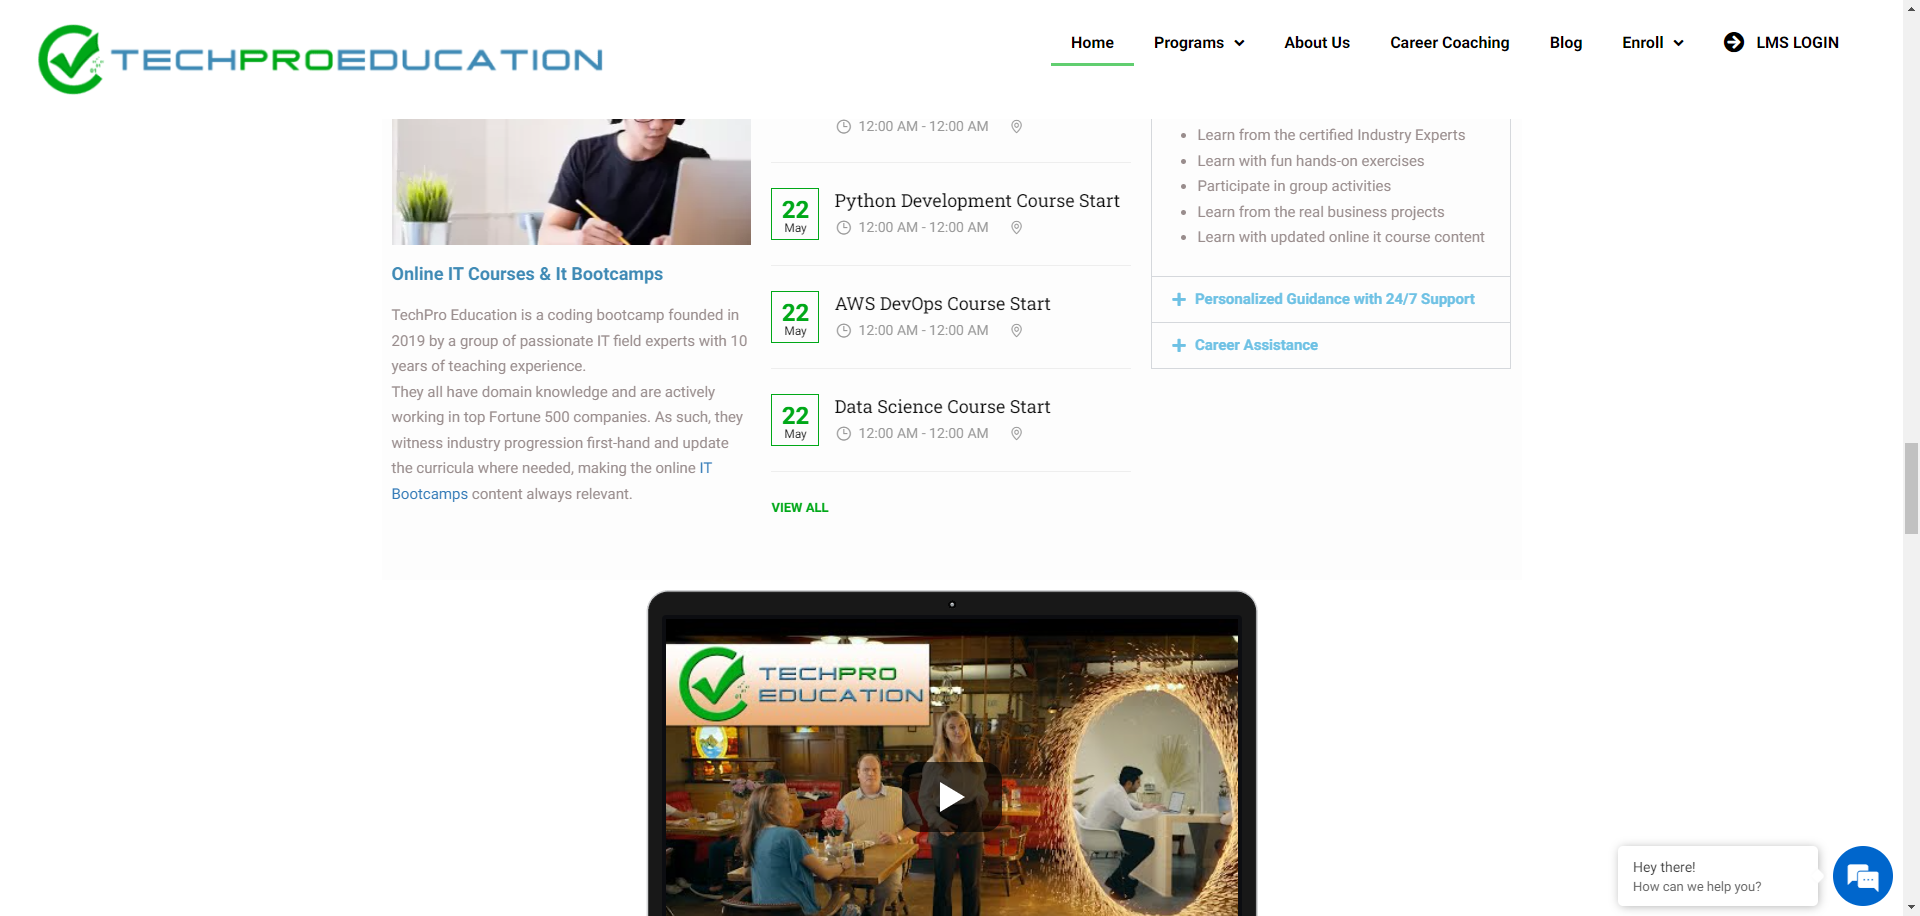 TECHPROEDUCATION
Home
Programs
About Us
Career Coaching
Blog
Enroll
LMS LOGIN
Online IT Courses & It Bootcamps
TechPro Education is a coding bootcamp founded in
2019 by a group of passionate IT field experts with 10
years of teaching experience.
They all have domain knowledge and are actively
working in top Fortune 500 companies. As such, they
witness industry progression first-hand and update
the curricula where needed, making the online IT
Bootcamps content always relevant.
12:00 AM - 12:00 AM
22
May
Python Development Course Start
12:00 AM - 12:00 AM
22
May
AWS DevOps Course Start
12:00 AM - 12:00 AM
22
May
Data Science Course Start
12:00 AM - 12:00 AM
VIEW ALL
Learn from the certified Industry Experts
Learn with fun hands-on exercises
Participate in group activities
Learn from the real business projects
Learn with updated online it course content
Personalized Guidance with 24/7 Support
Career Assistance
TECHPRO
EDUCATION
Hey there!
How can we help you?